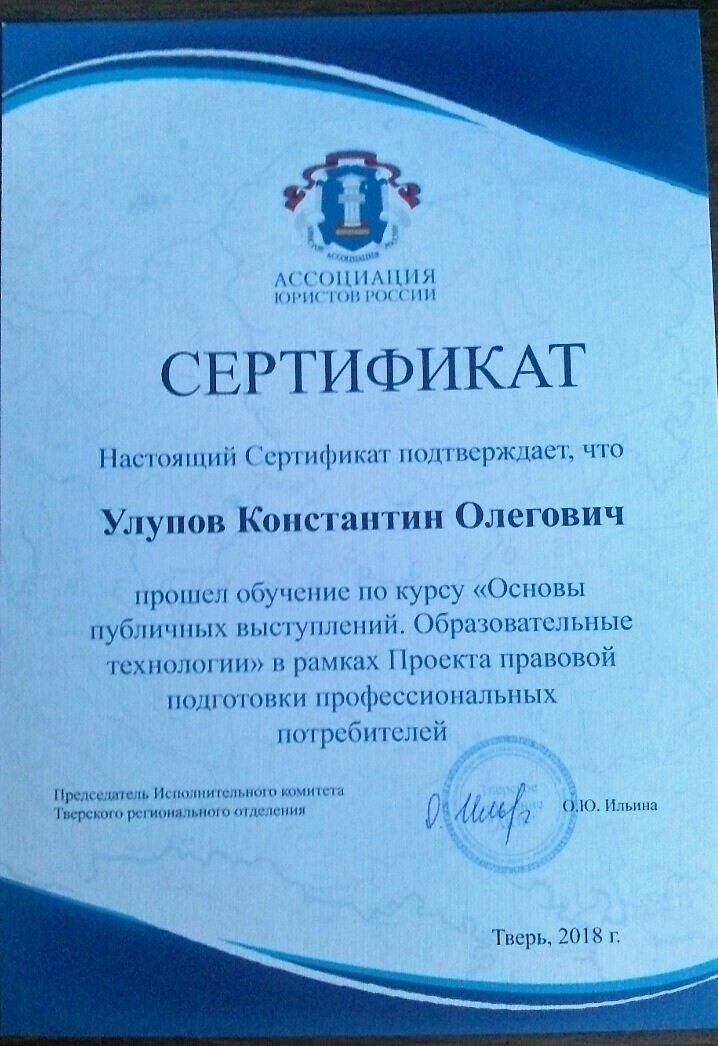 АССОЦИАЦИЯ
ЮРИСТОВ РОССИИ
СЕРТИФИКАТ
Настоящий Сертификат подтверждает, что
Улупов Константин Олегович
прошел обучение по курсу «Основы
публичных выступлений. Образовательные
технологии» в рамках Проекта правовой
подготовки профессиональных
потребителей
Председатель Исполнительного комитета
Тверского регионального отделения
О.Ю. Ильина
Тверь, 2018 г.